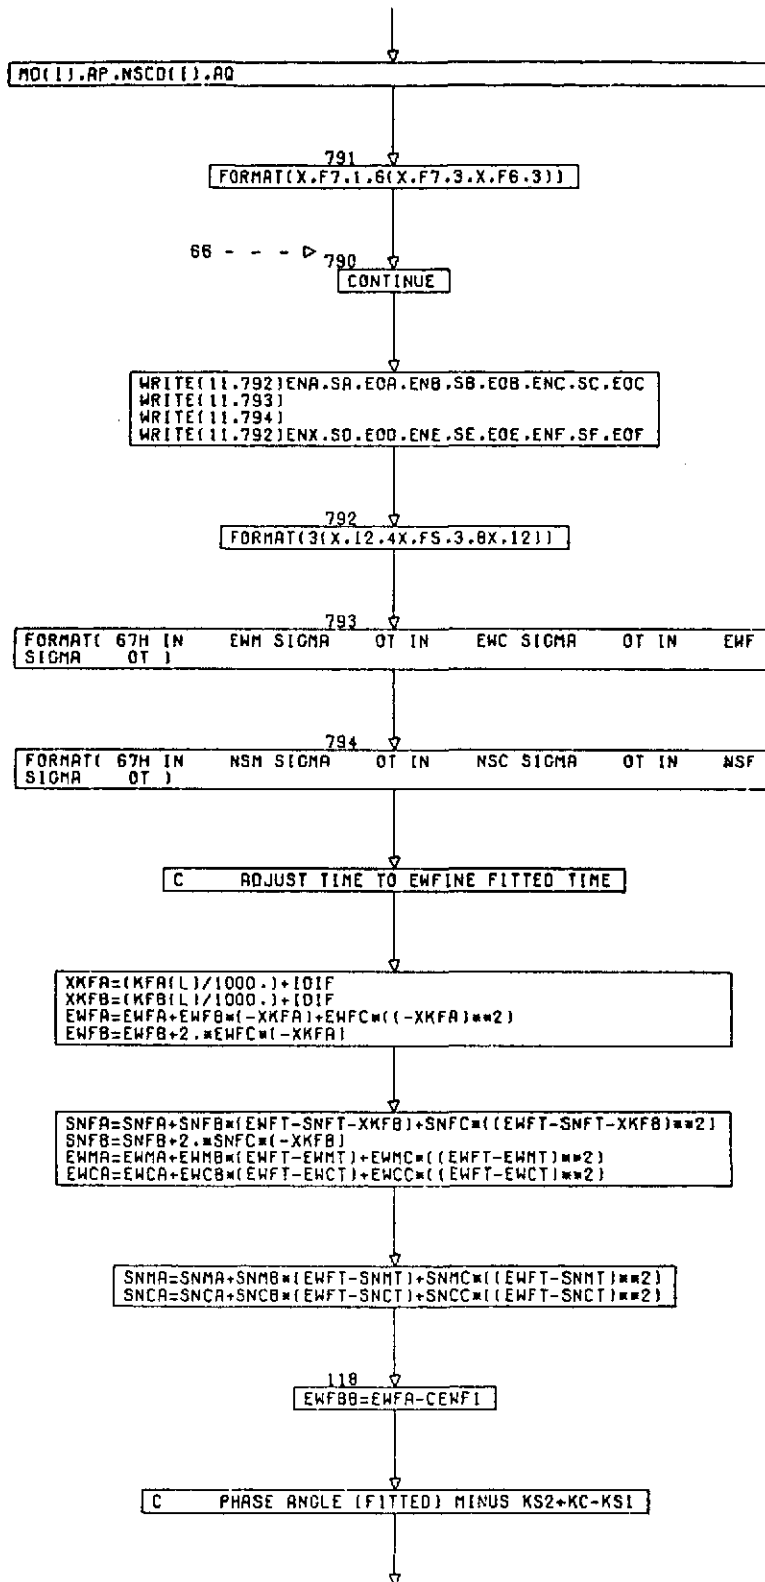 MO(I).AP.NSCD(I).AQ
791
FORMAT(X.F7.1.6(X.F7.3.X.F6.3))
66 - - -
790
CONTINUE
WRITE(11.792)ENA.SA.EOA.ENB.SB.EOB.ENC.SC.EOC
WRITE(11.793)
WRITE(11.794)
WRITE(11.792)ENX.SD.EOD.ENE.SE.EOE.ENF.SF.EOF
792
FORMAT(3(X.I2.4X.F5.3.8X.I2))
793
FORMAT( 67H IN EWM SIGMA OT IN EWC SIGMA OT IN EWF
SIGMA OT )
794
FORMAT( 67H IN NSM SIGMA OT IN NSC SIGMA OT IN NSF
SIGMA OT )
C ADJUST TIME TO EWFINE FITTED TIME
XKFA=(KFA(L)/1000.)+IDIF
XKFB=(KFB(L)/1000.)+IDIF
EWFA=EWFA+EWFB*(-XKFA)+EWFC*((-XKFA)**2)
EWFB=EWFB+2.*EWFC*(-XKFA)
SNFA=SNFA+SNFB*(EWFT-SNFT-XKFB)+SNFC*((EWFT-SNFT-XKFB)**2)
SNFB=SNFB+2.*SNFC*(-XKFB)
EWMA=EWMA+EWMB*(EWFT-EWMT)+EWMC*((EWFT-EWMT)**2)
EWCA=EWCA+EWCB*(EWFT-EWCT)+EWCC*((EWFT-EWCT)**2)
SNMA=SNMA+SNMB*(EWFT-SNMT)+SNMC*((EWFT-SNMT)**2)
SNCA=SNCA+SNCB*(EWFT-SNCT)+SNCC*((EWFT-SNCT)**2)
118
EWFBB=EWFA-CEWF1
C PHASE ANGLE (FITTED) MINUS KS2+KC-KS1